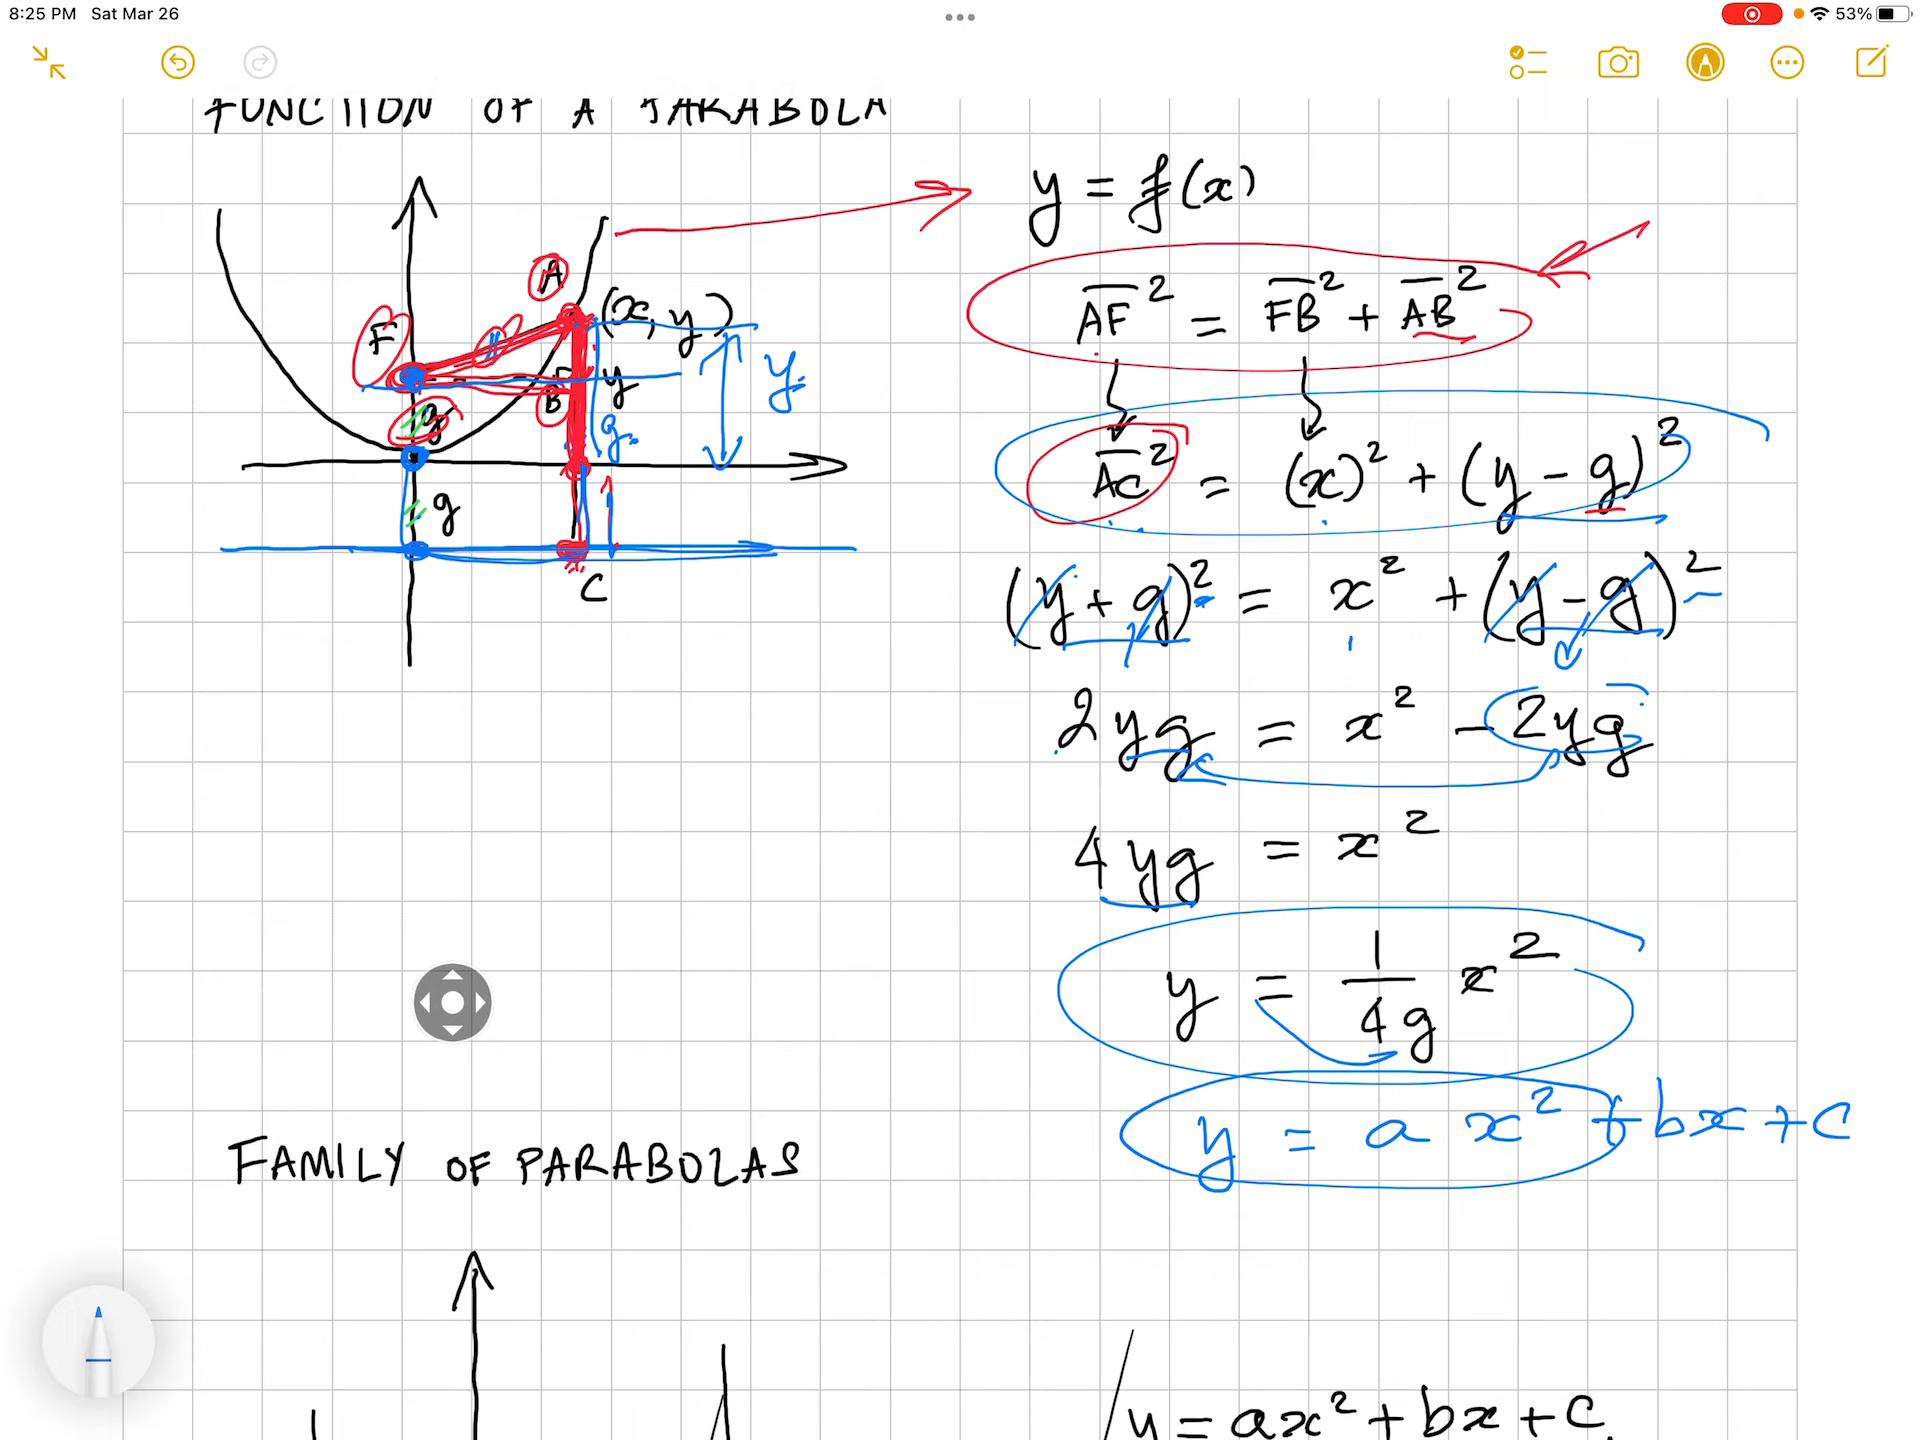 8:25 PM Sat Mar 26
53%
FUNCTION OF A PARABOLA
y = f(x)
A
(x, y)
F
B
y
y
g
g
g
C
AF² = FB² + AB²
AC² = (x)² + (y - g)²
(y + g)² = x² + (y - g)²
2yg = x² - 2yg
4yg = x²
y = 1/4g x²
y = a x² + bx + c
FAMILY OF PARABOLAS
y = ax² + bx + c